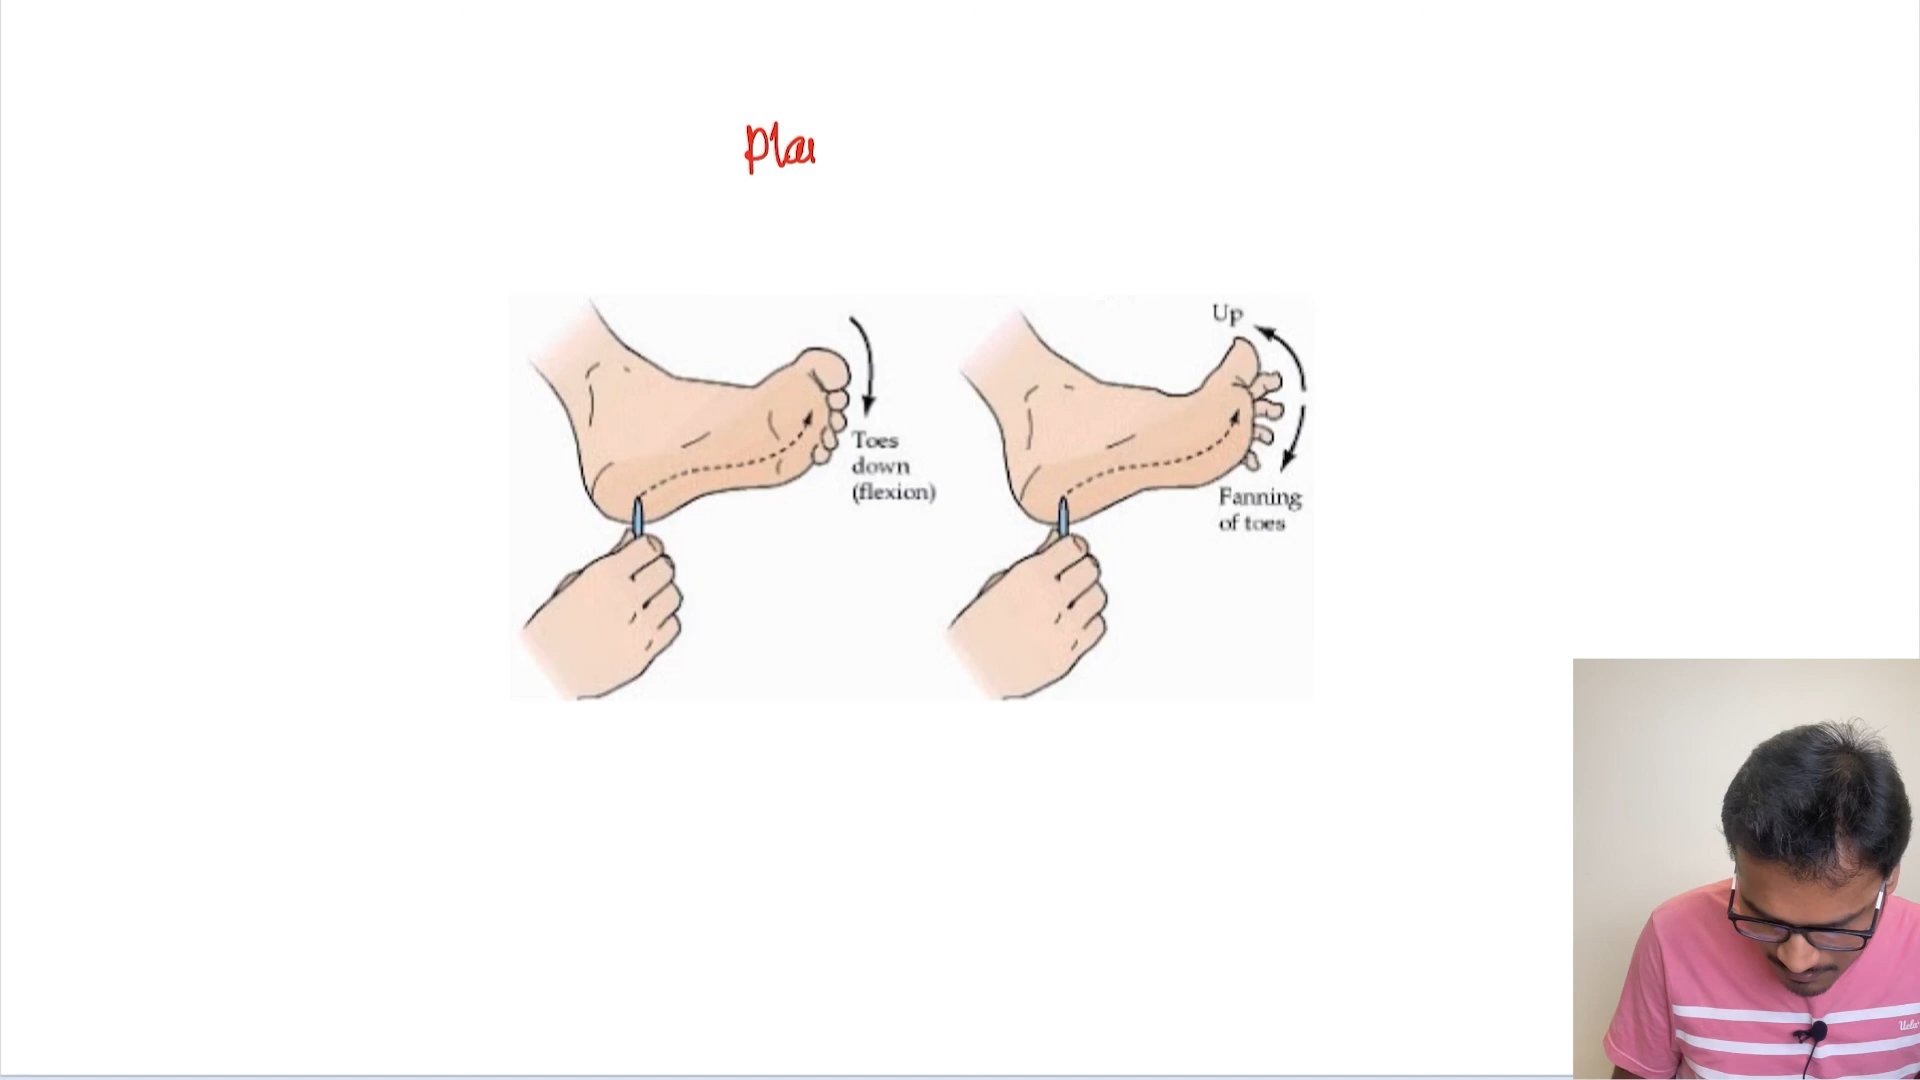 Pla
Up
Toes
down
(flexion)
Fanning
of toes